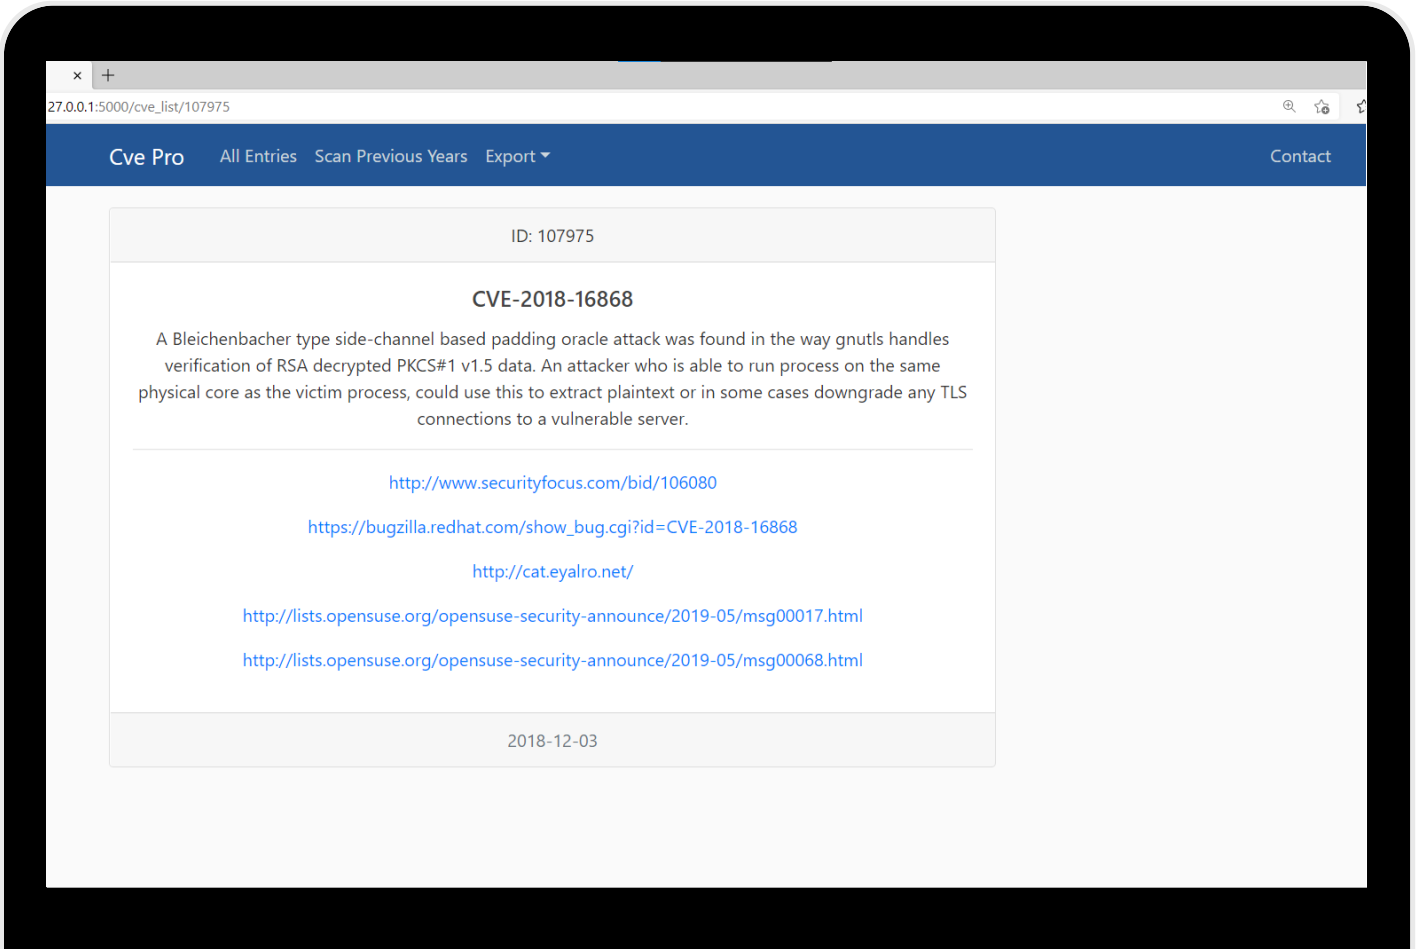 27.0.0.1:5000/cve_list/107975
Cve Pro All Entries Scan Previous Years Export Contact
ID: 107975
CVE-2018-16868
A Bleichenbacher type side-channel based padding oracle attack was found in the way gnutls handles
verification of RSA decrypted PKCS#1 v1.5 data. An attacker who is able to run process on the same
physical core as the victim process, could use this to extract plaintext or in some cases downgrade any TLS
connections to a vulnerable server.
http://www.securityfocus.com/bid/106080
https://bugzilla.redhat.com/show_bug.cgi?id=CVE-2018-16868
http://cat.eyalro.net/
http://lists.opensuse.org/opensuse-security-announce/2019-05/msg00017.html
http://lists.opensuse.org/opensuse-security-announce/2019-05/msg00068.html
2018-12-03